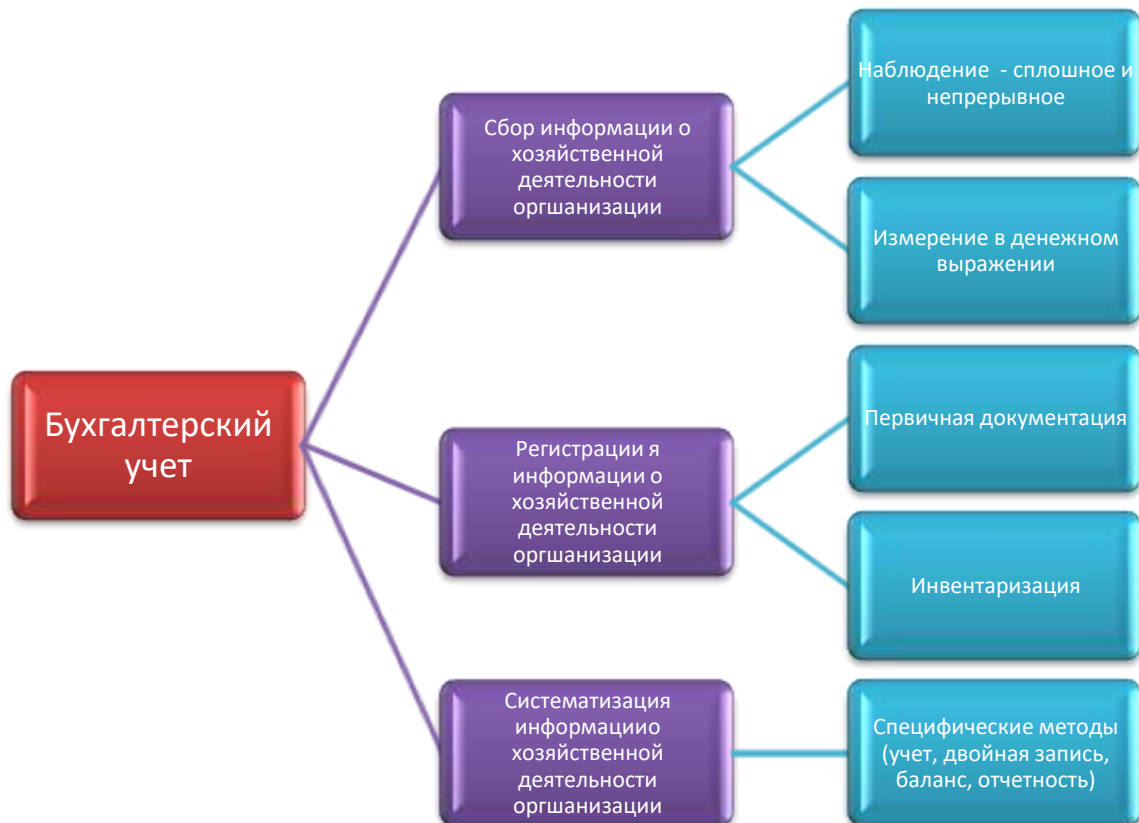 Бухгалтерский
учет
Сбор информации о
хозяйственной
деятельности
оргшанизации
Наблюдение - сплошное и
непрерывное
Измерение в денежном
выражении
Регистрации я
информации о
хозяйственной
деятельности
оргшанизации
Первичная документация
Инвентаризация
Систематизация
информациио
хозяйственной
деятельности
оргшанизации
Специфические методы
(учет, двойная запись,
баланс, отчетность)